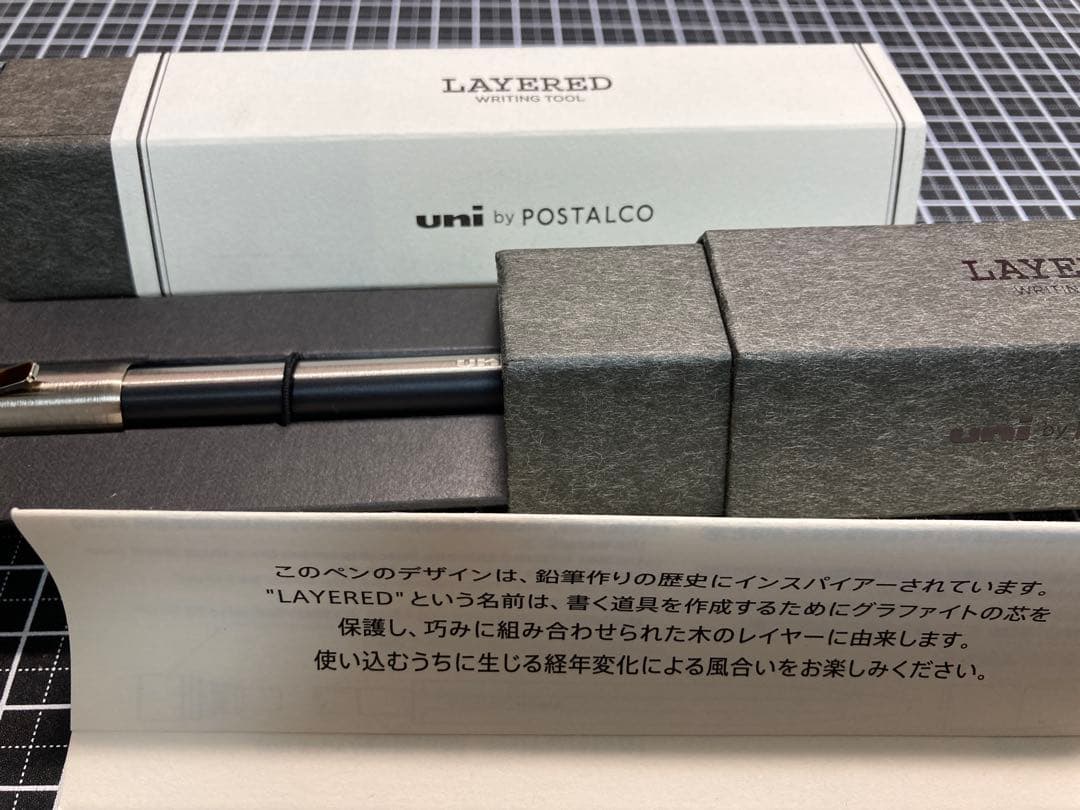 LAYERED
WRITING TOOL
uni by POSTALCO
uni
このペンのデザインは、鉛筆作りの歴史にインスパイアーされています。
"LAYERED"という名前は、書く道具を作成するためにグラファイトの芯を
保護し、巧みに組み合わせられた木のレイヤーに由来します。
使い込むうちに生じる経年変化による風合いをお楽しみください。